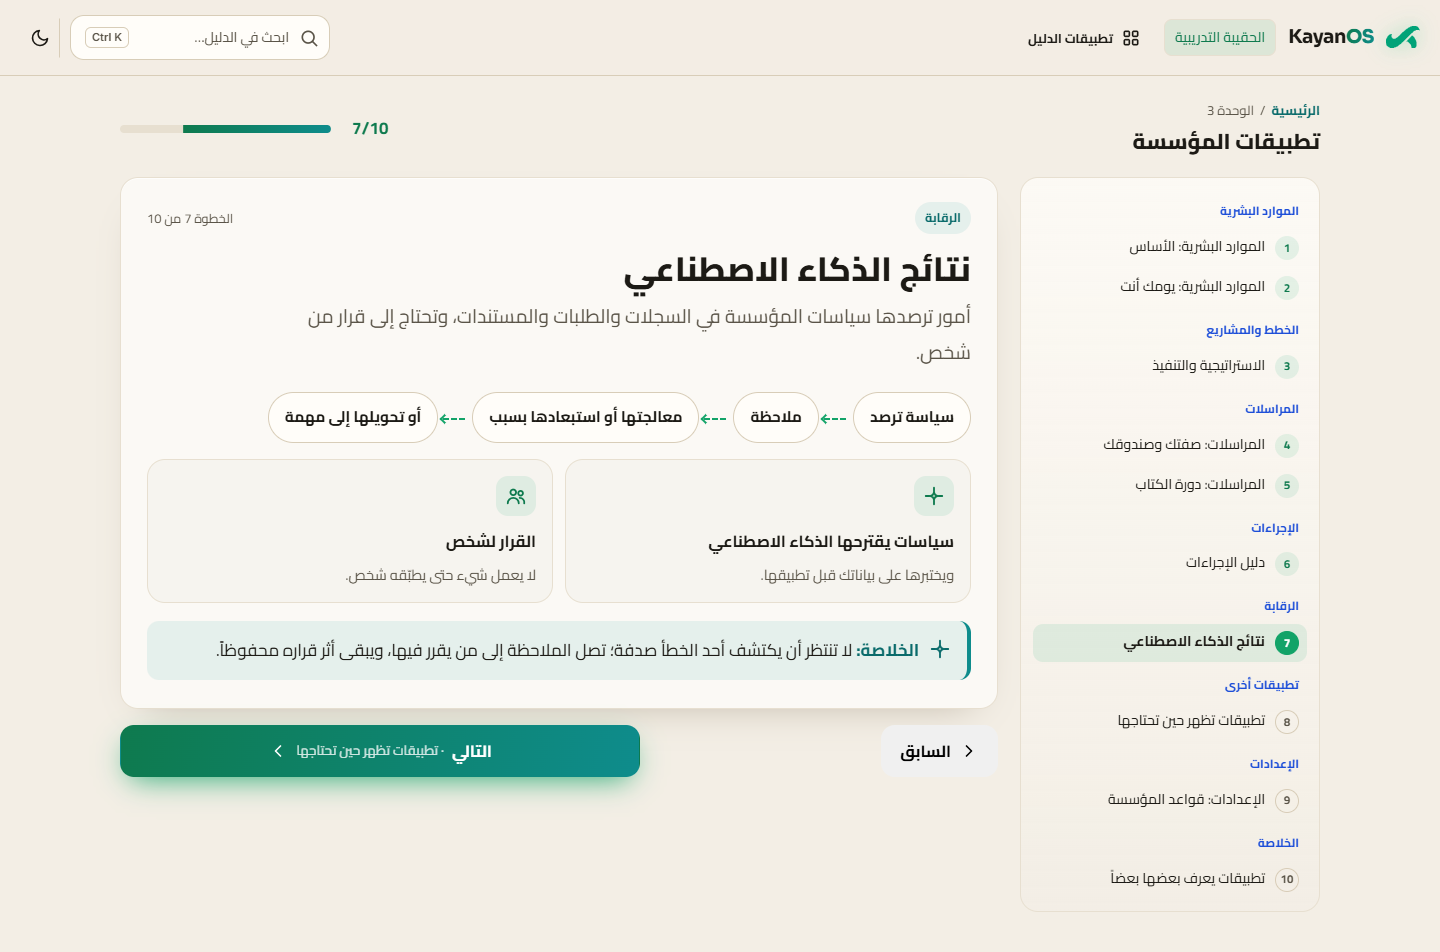 KayanOS
الحقيبة التدريبية
تطبيقات الدليل
ابحث في الدليل...
Ctrl K
الرئيسية / الوحدة 3
تطبيقات المؤسسة
7/10
الموارد البشرية
1 الموارد البشرية: الأساس
2 الموارد البشرية: يومك أنت
الخطط والمشاريع
3 الاستراتيجية والتنفيذ
المراسلات
4 المراسلات: صفتك وصندوقك
5 المراسلات: دورة الكتاب
الإجراءات
6 دليل الإجراءات
الرقابة
7 نتائج الذكاء الاصطناعي
تطبيقات أخرى
8 تطبيقات تظهر حين تحتاجها
الإعدادات
9 الإعدادات: قواعد المؤسسة
الخلاصة
10 تطبيقات يعرف بعضها بعضاً
الرقابة
الخطوة 7 من 10
نتائج الذكاء الاصطناعي
أمور ترصدها سياسات المؤسسة في السجلات والطلبات والمستندات، وتحتاج إلى قرار من
شخص.
سياسة ترصد
ملاحظة
معالجتها أو استبعادها بسبب
أو تحويلها إلى مهمة
سياسات يقترحها الذكاء الاصطناعي
ويختبرها على بياناتك قبل تطبيقها.
القرار لشخص
لا يعمل شيء حتى يطبّقه شخص.
الخلاصة: لا تنتظر أن يكتشف أحد الخطأ صدفة؛ تصل الملاحظة إلى من يقرر فيها، ويبقى أثر قراره محفوظاً.
السابق
التالي · تطبيقات تظهر حين تحتاجها